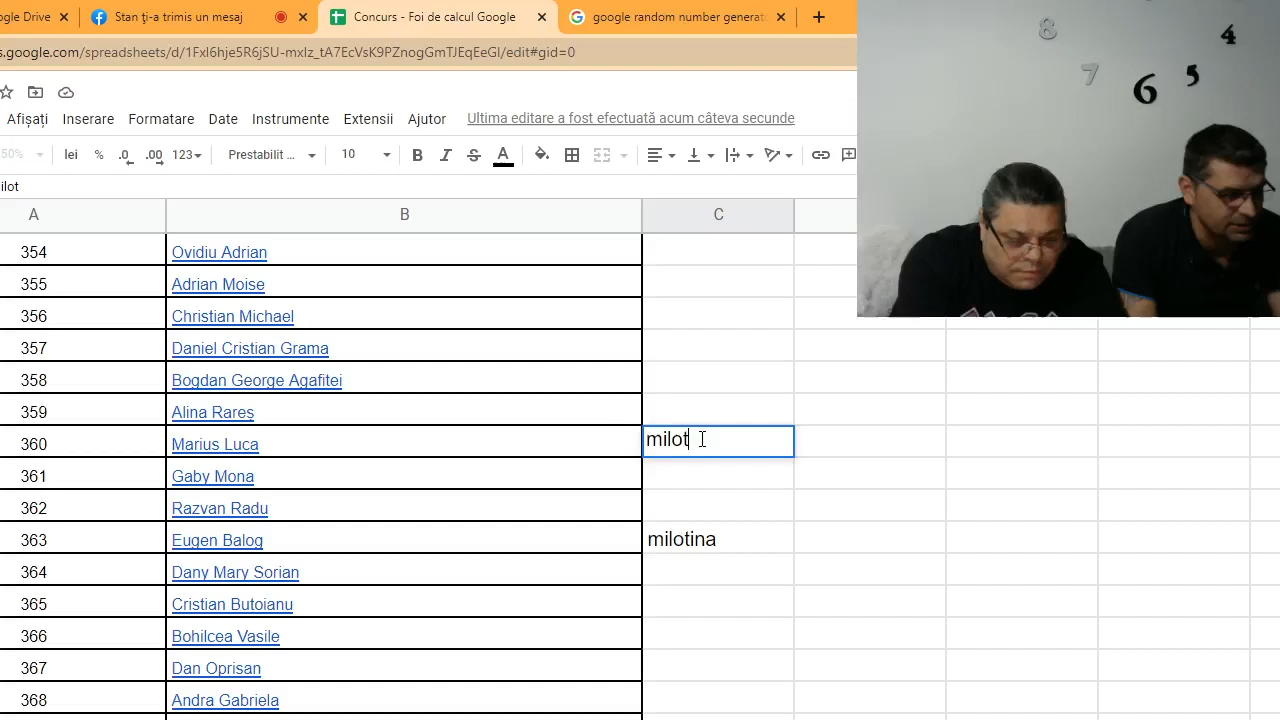 ogle Drive
Stan ți-a trimis un mesaj
Concurs - Foi de calcul Google
google random number generat
s.google.com/spreadsheets/d/1Fxl6hje5R6jSU-mxIz_tA7EcVsK9PZnogGmTJEqEeGI/edit#gid=0
Afișați Inserare Formatare Date Instrumente Extensii Ajutor Ultima editare a fost efectuată acum câteva secunde
50% lei % .0 .00 123 Prestabilit ... 10 B I S A
ilot
A B C
354 Ovidiu Adrian
355 Adrian Moise
356 Christian Michael
357 Daniel Cristian Grama
358 Bogdan George Agafitei
359 Alina Rares
360 Marius Luca milot
361 Gaby Mona
362 Razvan Radu
363 Eugen Balog milotina
364 Dany Mary Sorian
365 Cristian Butoianu
366 Bohilcea Vasile
367 Dan Oprisan
368 Andra Gabriela
8 4
7 6 5